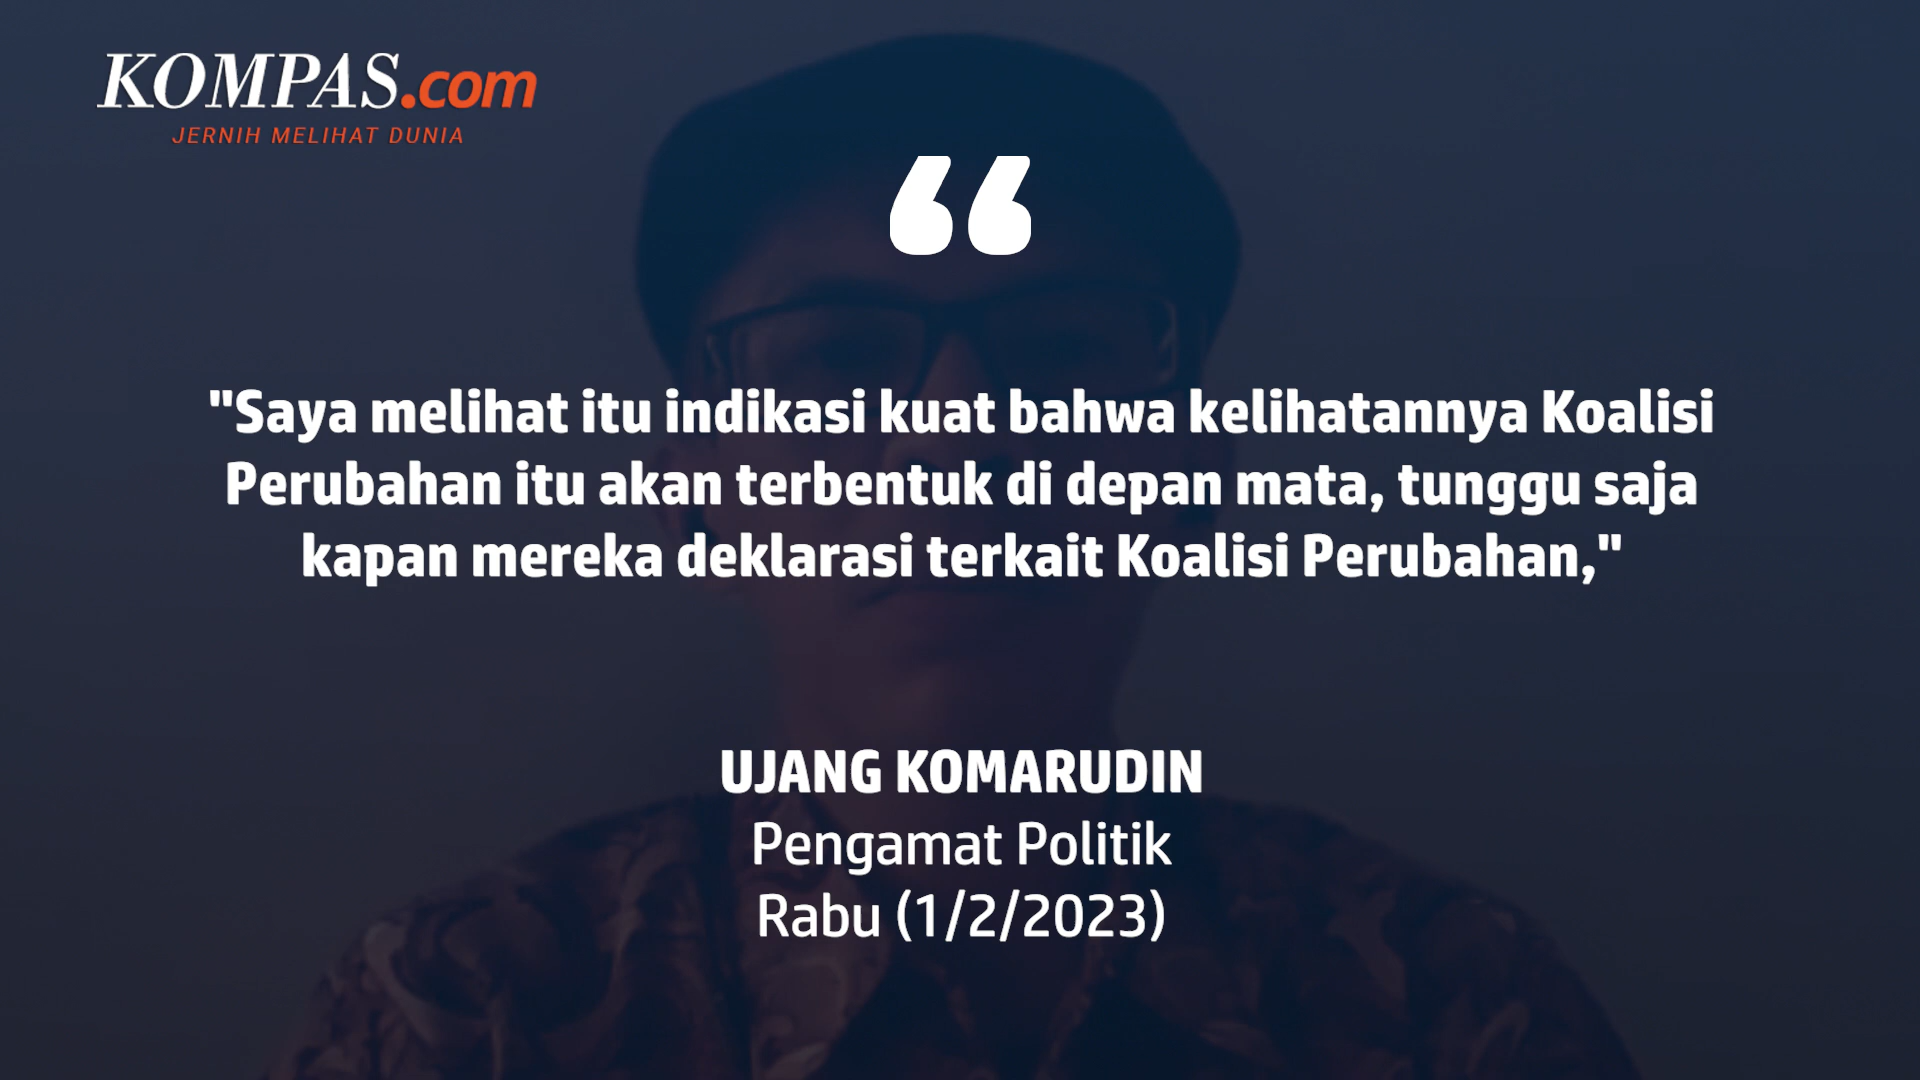 KOMPAS.com
JERNIH MELIHAT DUNIA
“
"Saya melihat itu indikasi kuat bahwa kelihatannya Koalisi
Perubahan itu akan terbentuk di depan mata, tunggu saja
kapan mereka deklarasi terkait Koalisi Perubahan,"
UJANG KOMARUDIN
Pengamat Politik
Rabu (1/2/2023)